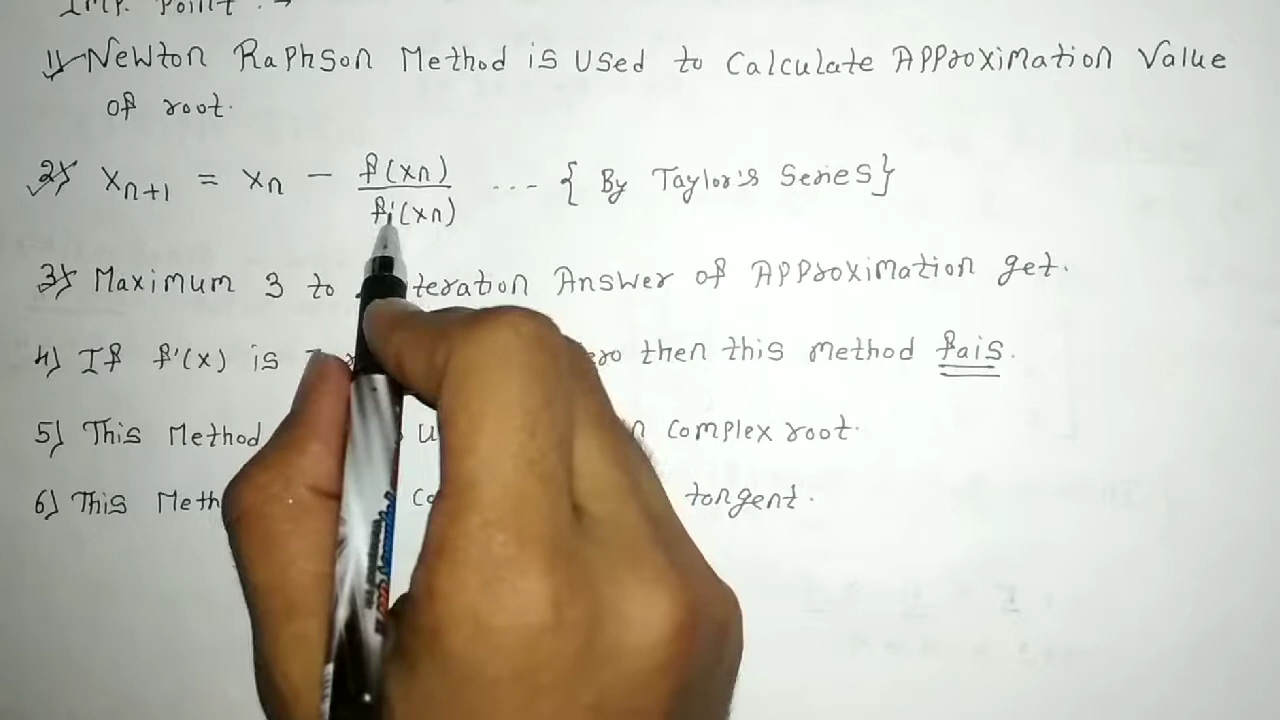 Imp. Point :→
1) Newton Raphson Method is Used to Calculate Approximation Value
of root.
2) Xn+1 = Xn - f(Xn)/f'(Xn) ... { By Taylor's Series}
3) Maximum 3 to teration Answer of Approximation get.
4) If f'(x) is then this method fais.
5) This Method complex root.
6) This tangent.